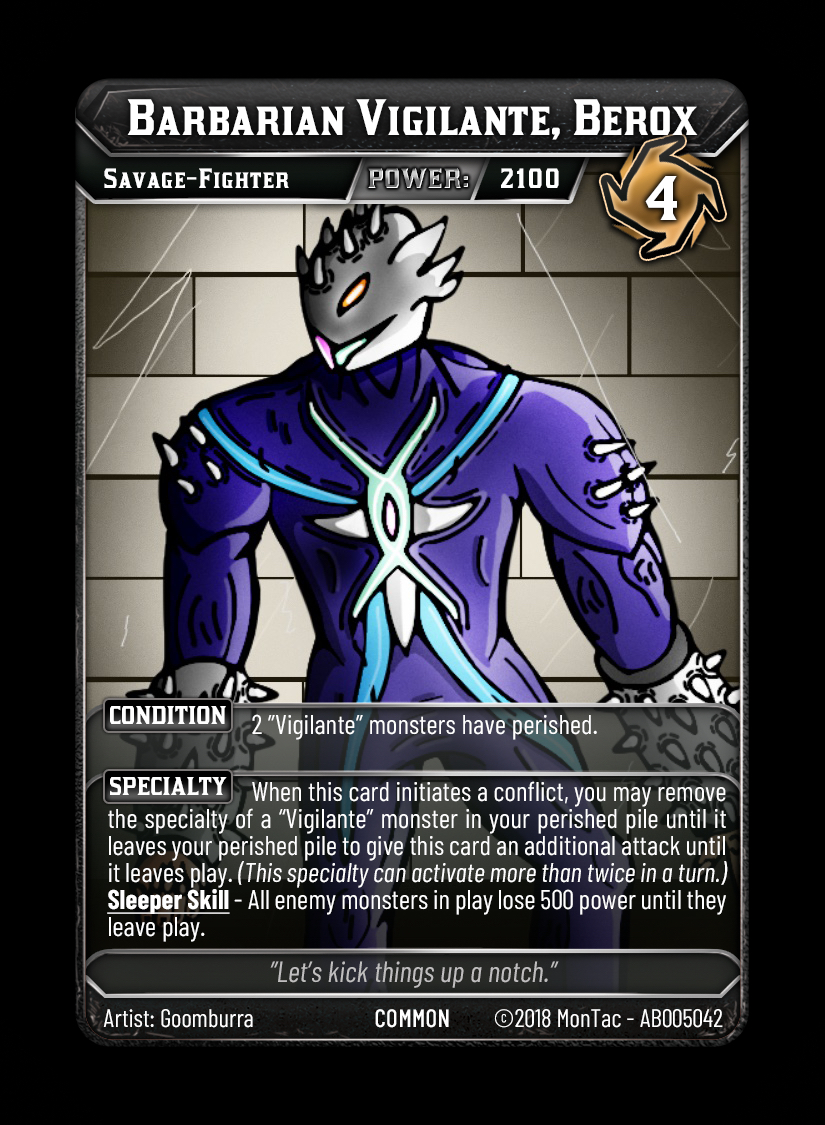 Barbarian Vigilante, Berox
Savage-Fighter
POWER:
2100
4
CONDITION
2 "Vigilante" monsters have perished.
SPECIALTY
When this card initiates a conflict, you may remove
the specialty of a "Vigilante" monster in your perished pile until it
leaves your perished pile to give this card an additional attack until
it leaves play. (This specialty can activate more than twice in a turn.)
Sleeper Skill - All enemy monsters in play lose 500 power until they
leave play.
"Let's kick things up a notch."
Artist: Goomburra
COMMON
©2018 MonTac - AB005042